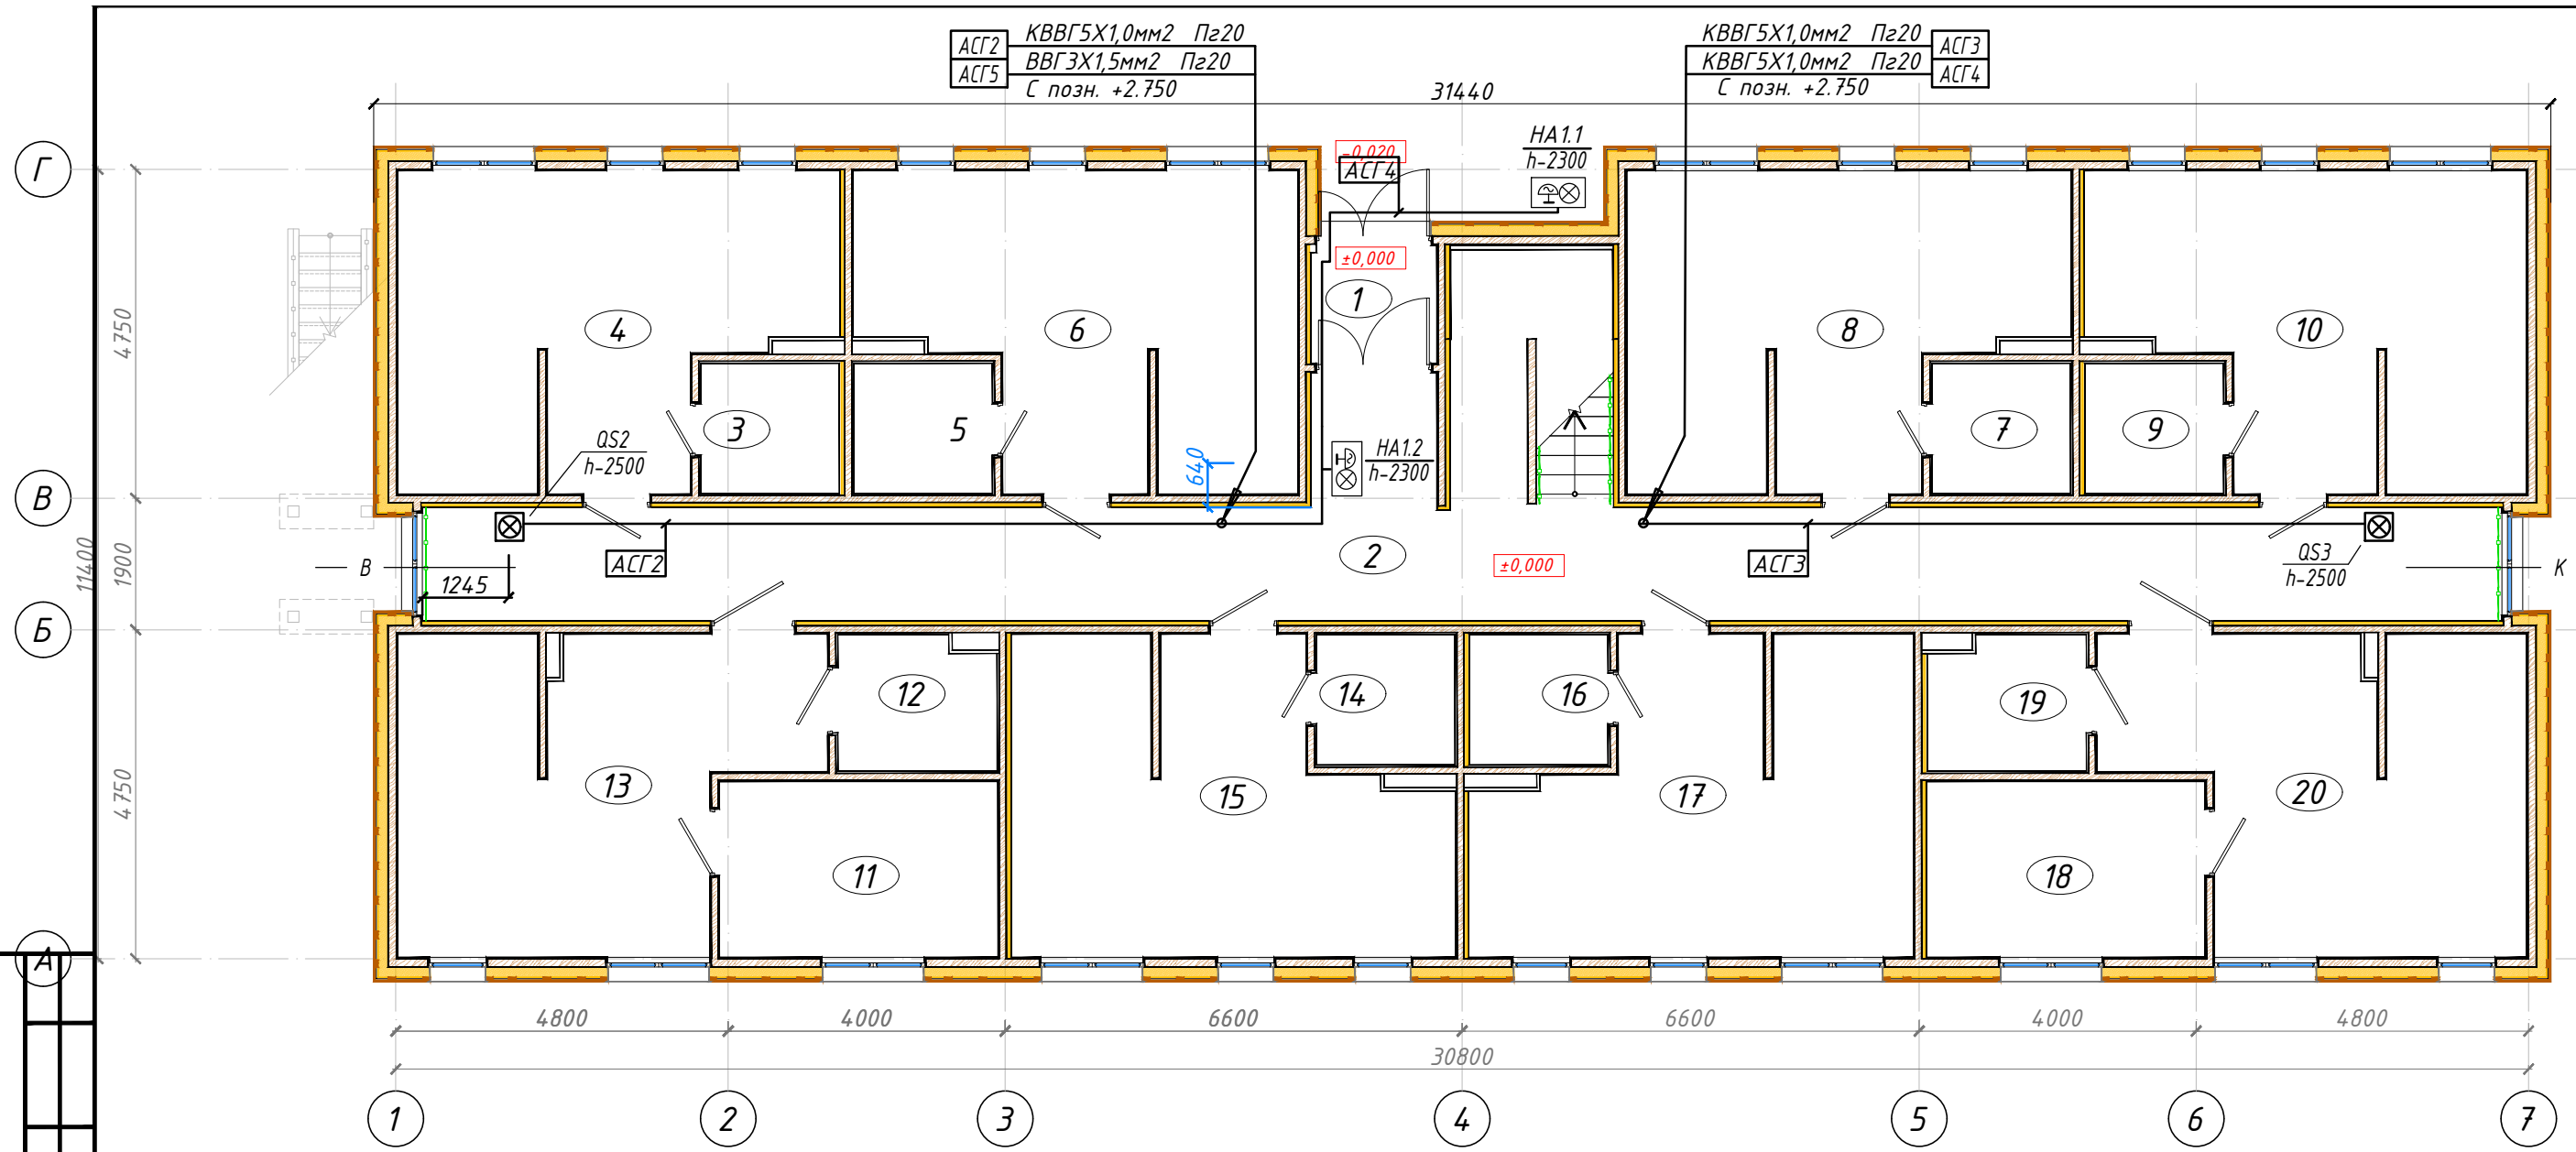 АСГ2 КВВГ5Х1,0мм2 Пг20
АСГ5 ВВГ3Х1,5мм2 Пг20
С позн. +2.750
КВВГ5Х1,0мм2 Пг20 АСГ3
КВВГ5Х1,0мм2 Пг20 АСГ4
С позн. +2.750
31440
НА1.1
h-2300
-0,020
АСГ4
Г
±0,000
1
4
6
8
10
4750
3
5
7
9
QS2
h-2500
640
НА1.2
h-2300
В
АСГ2
2
±0,000
АСГ3
QS3
h-2500
11400
1900
В
1245
К
Б
12
14
16
19
13
15
17
20
4750
11
18
А
4800
4000
6600
6600
4000
4800
30800
1
2
3
4
5
6
7